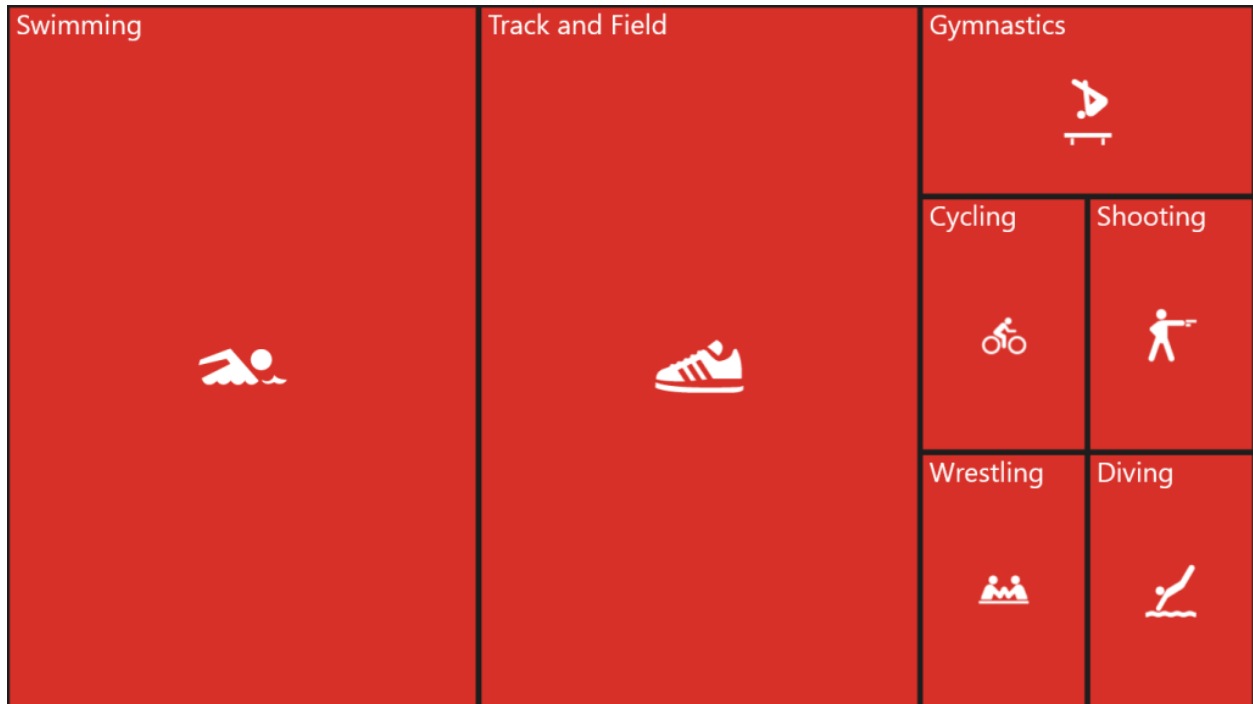 Swimming
Track and Field
Gymnastics
Cycling
Shooting
Wrestling
Diving